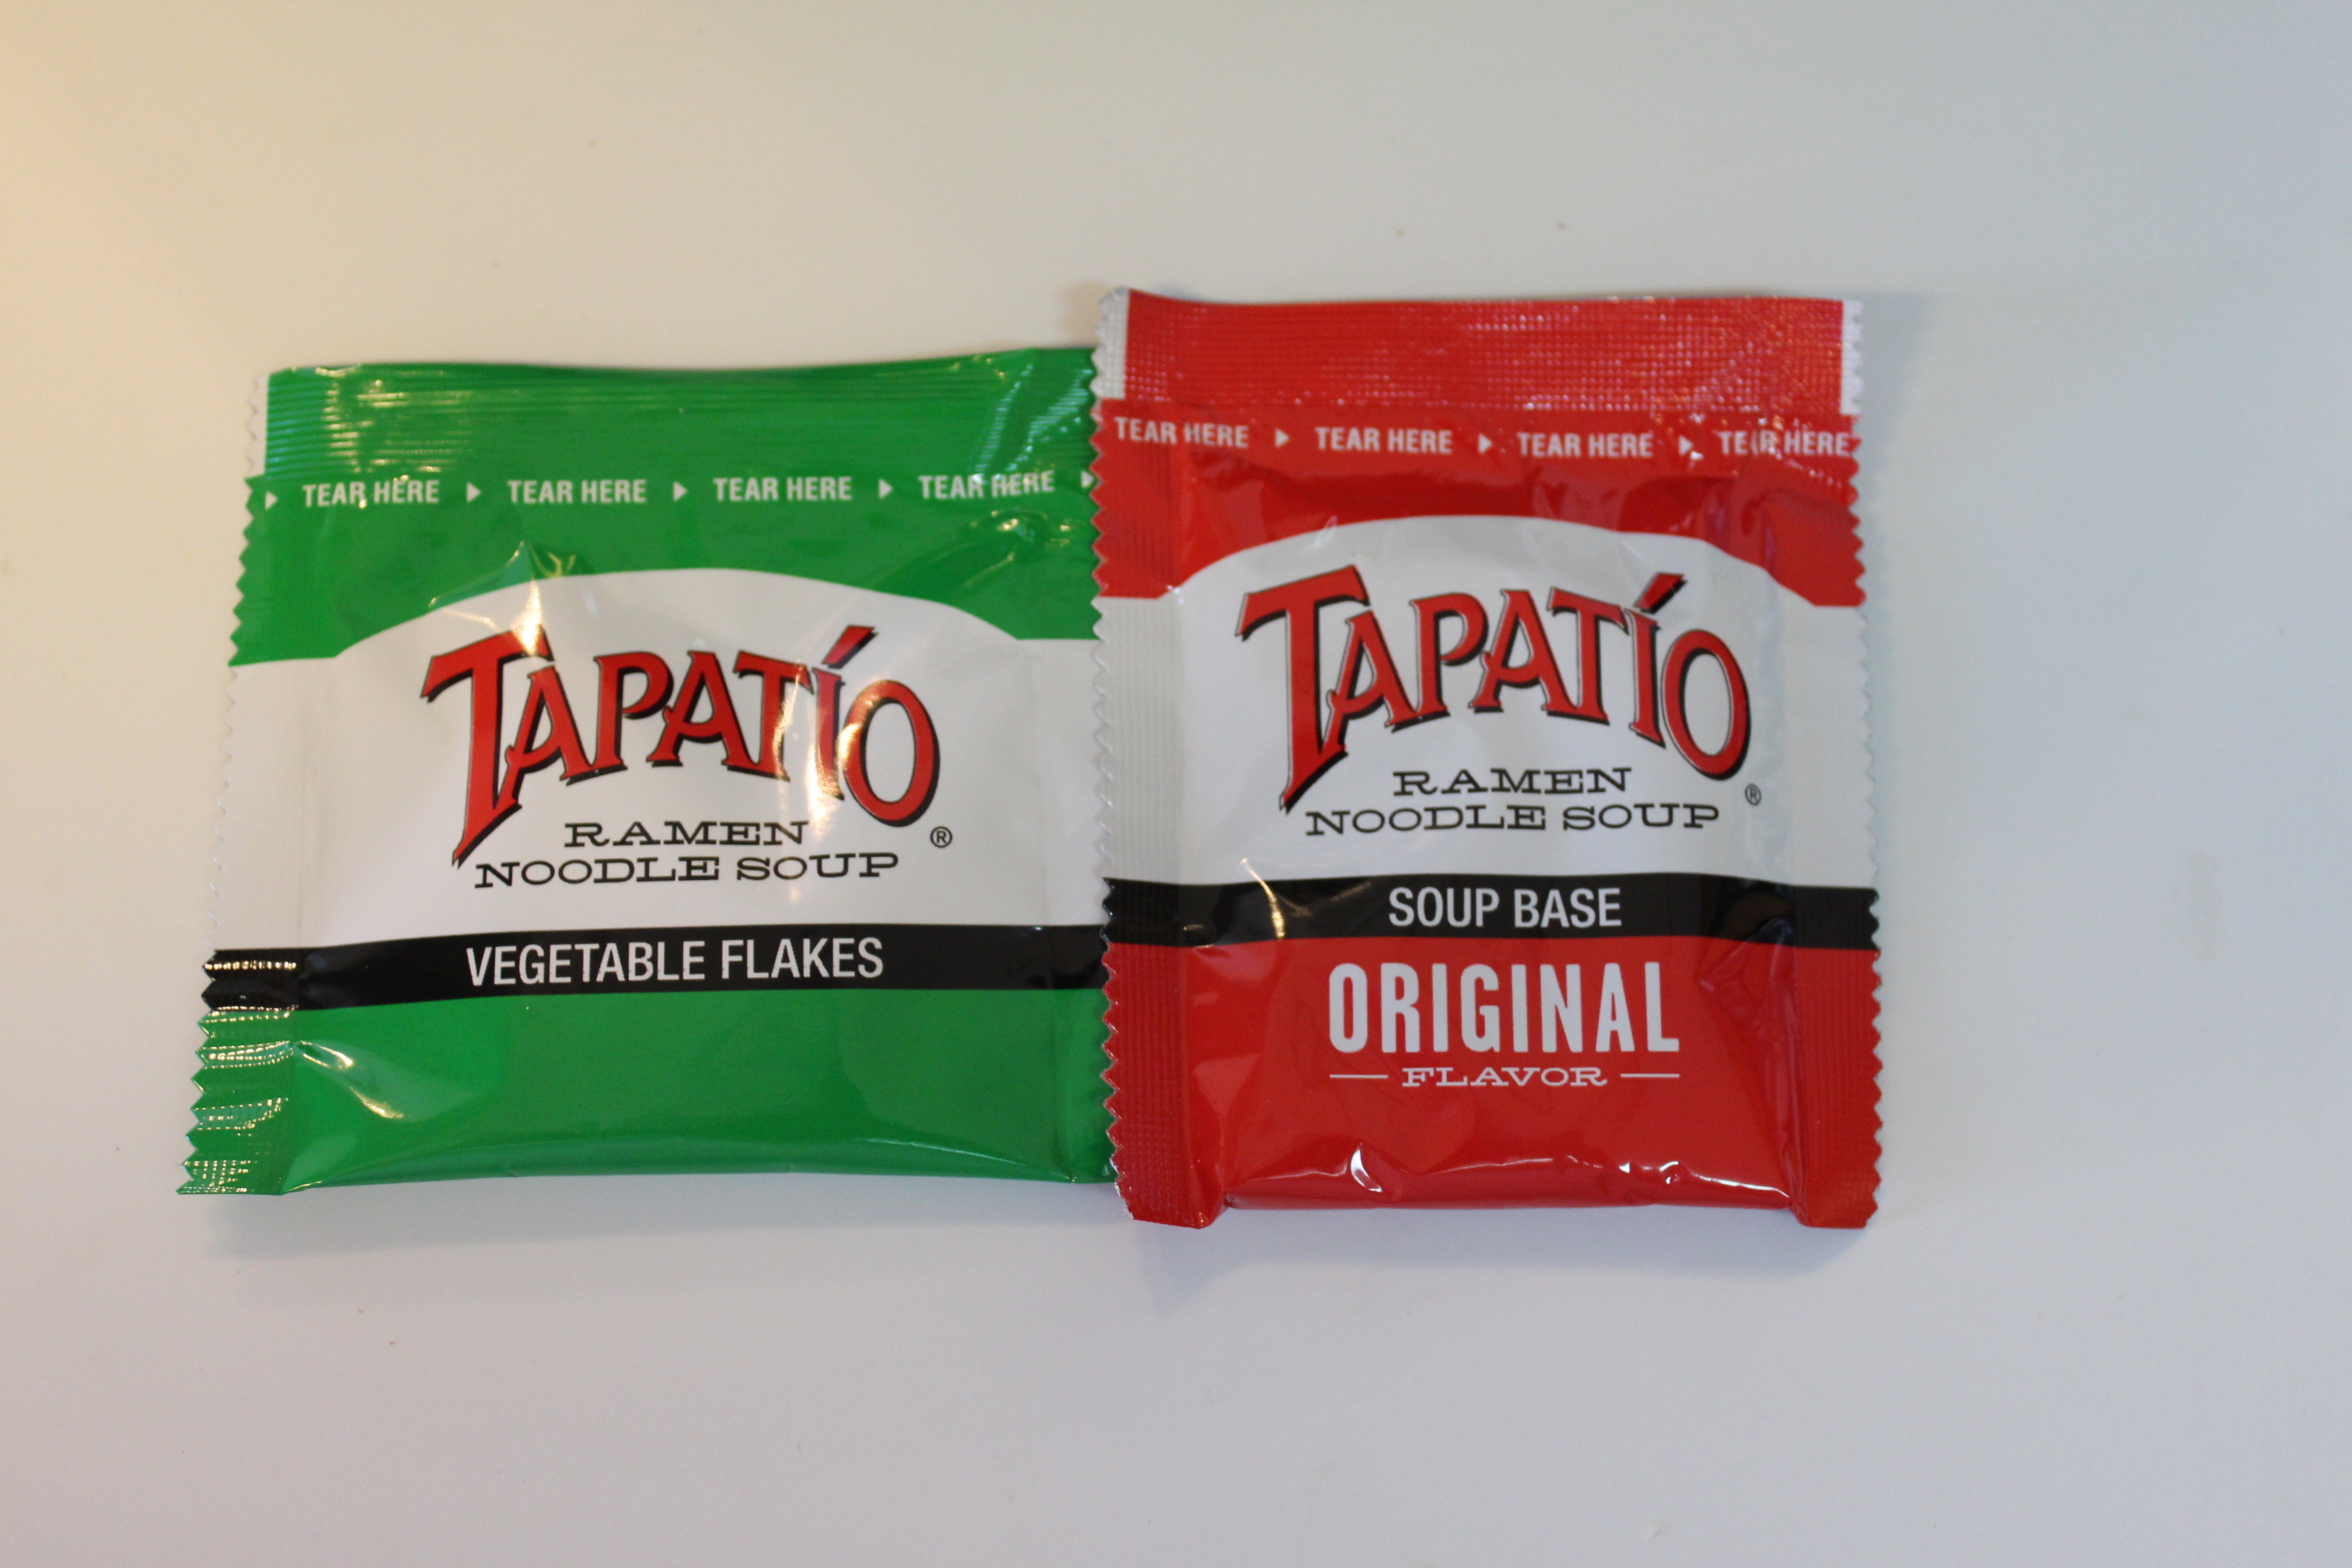 TEAR HERE TEAR HERE TEAR HERE TEAR HERE
TAPATÍO
RAMEN
NOODLE SOUP ®
VEGETABLE FLAKES
TEAR HERE TEAR HERE TEAR HERE TEAR HERE
TAPATÍO
RAMEN
NOODLE SOUP ®
SOUP BASE
ORIGINAL
FLAVOR